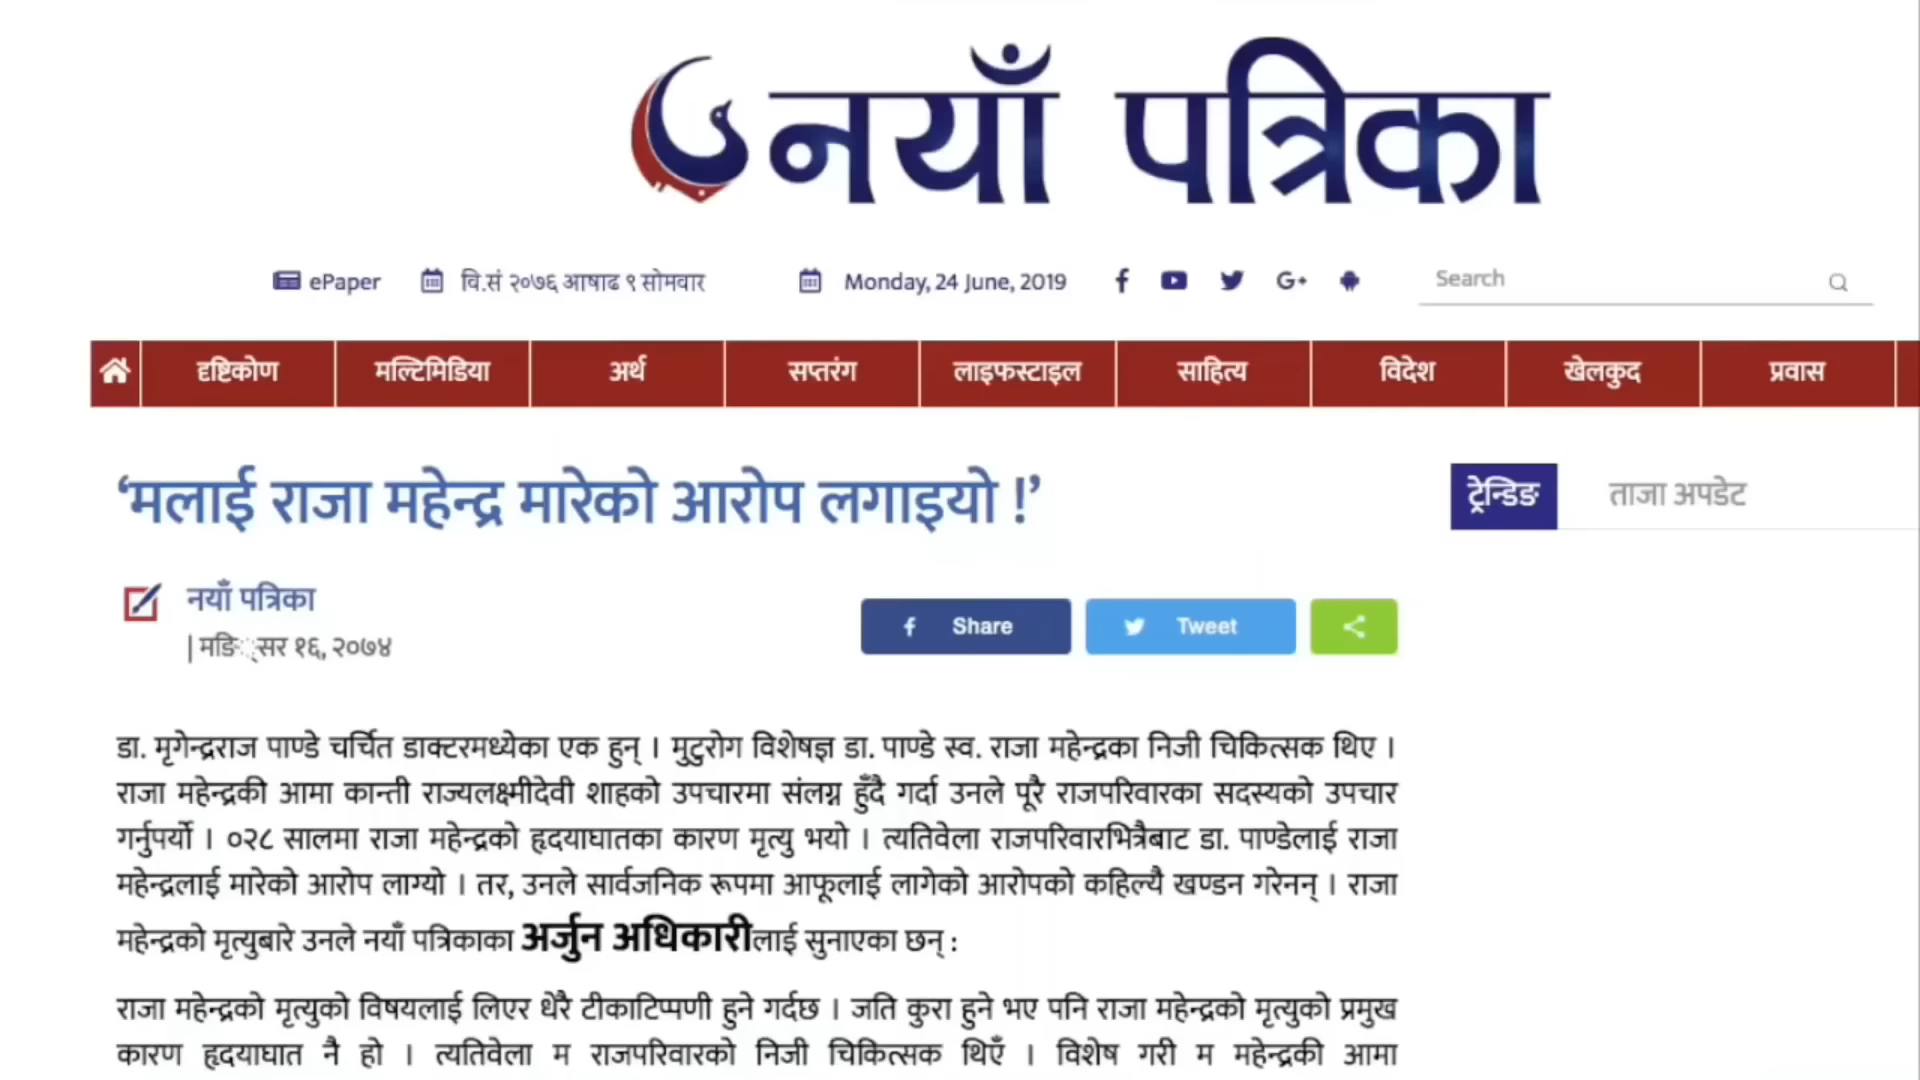 नयाँ पत्रिका
ePaper वि.सं २०७६ आषाढ ९ सोमवार Monday, 24 June, 2019 G+ Search
दृष्टिकोण मल्टिमिडिया अर्थ सप्तरंग लाइफस्टाइल साहित्य विदेश खेलकुद प्रवास
‘मलाई राजा महेन्द्र मारेको आरोप लगाइयो !’
ट्रेन्डिङ ताजा अपडेट
नयाँ पत्रिका
Share Tweet
| मङि्सर १६, २०७४
डा. मृगेन्द्रराज पाण्डे चर्चित डाक्टरमध्येका एक हुन् । मुटुरोग विशेषज्ञ डा. पाण्डे स्व. राजा महेन्द्रका निजी चिकित्सक थिए ।
राजा महेन्द्रकी आमा कान्ती राज्यलक्ष्मीदेवी शाहको उपचारमा संलग्न हुँदै गर्दा उनले पूरै राजपरिवारका सदस्यको उपचार
गर्नुपर्यो । ०२८ सालमा राजा महेन्द्रको हृदयाघातका कारण मृत्यु भयो । त्यतिवेला राजपरिवारभित्रैबाट डा. पाण्डेलाई राजा
महेन्द्रलाई मारेको आरोप लाग्यो । तर, उनले सार्वजनिक रूपमा आफूलाई लागेको आरोपको कहिल्यै खण्डन गरेनन् । राजा
महेन्द्रको मृत्युबारे उनले नयाँ पत्रिकाका अर्जुन अधिकारीलाई सुनाएका छन् :
राजा महेन्द्रको मृत्युको विषयलाई लिएर धेरै टीकाटिप्पणी हुने गर्दछ । जति कुरा हुने भए पनि राजा महेन्द्रको मृत्युको प्रमुख
कारण हृदयाघात नै हो । त्यतिवेला म राजपरिवारको निजी चिकित्सक थिएँ । विशेष गरी म महेन्द्रकी आमा